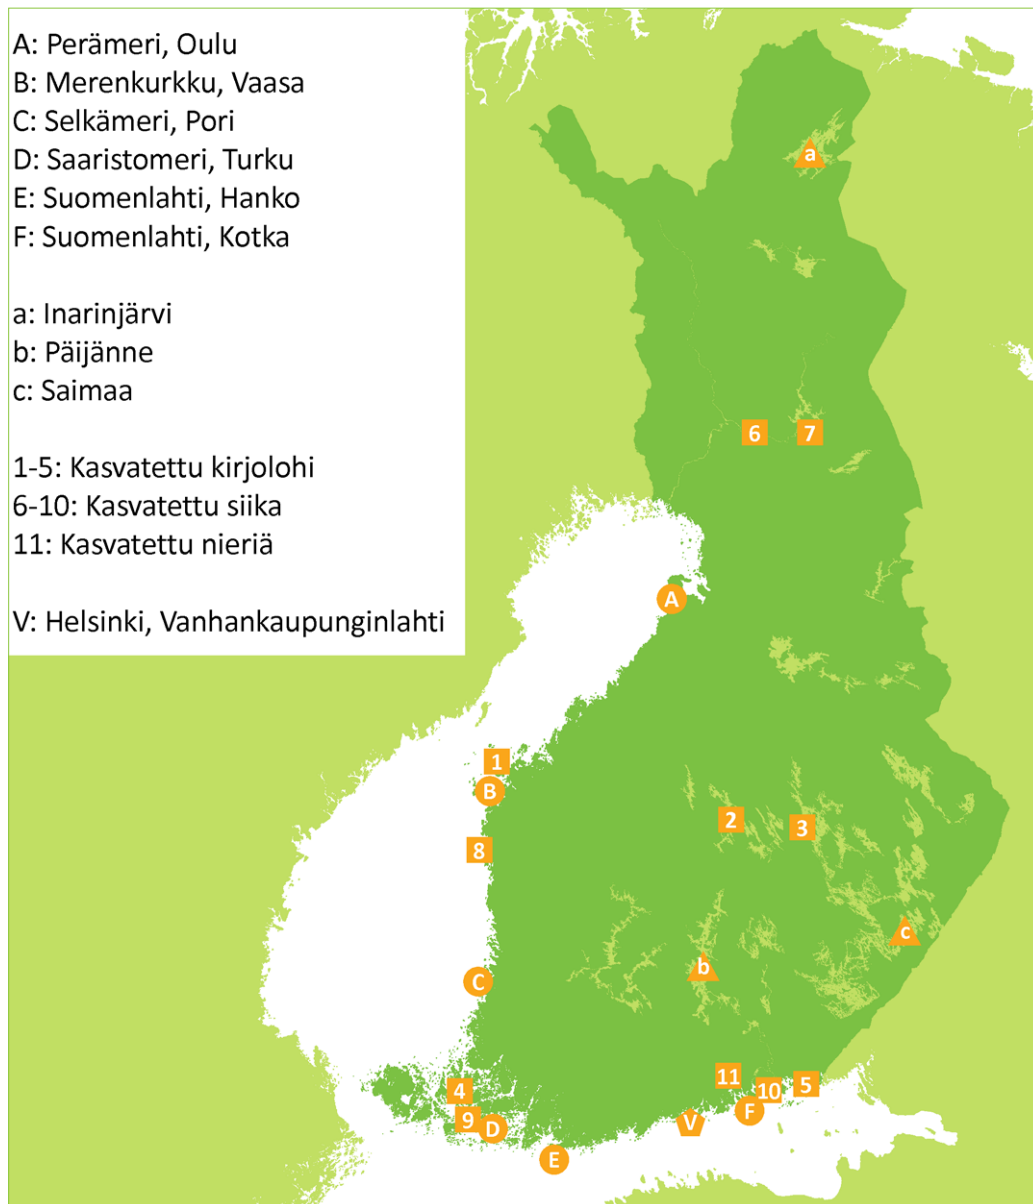 A: Perämeri, Oulu
B: Merenkurkku, Vaasa
C: Selkämeri, Pori
D: Saaristomeri, Turku
E: Suomenlahti, Hanko
F: Suomenlahti, Kotka
a: Inarinjärvi
b: Päijänne
c: Saimaa
1-5: Kasvatettu kirjolohi
6-10: Kasvatettu siika
11: Kasvatettu nieriä
V: Helsinki, Vanhankaupunginlahti
a
6
7
A
1
B
2
3
8
c
b
C
11
5
4
10
F
9
V
D
E